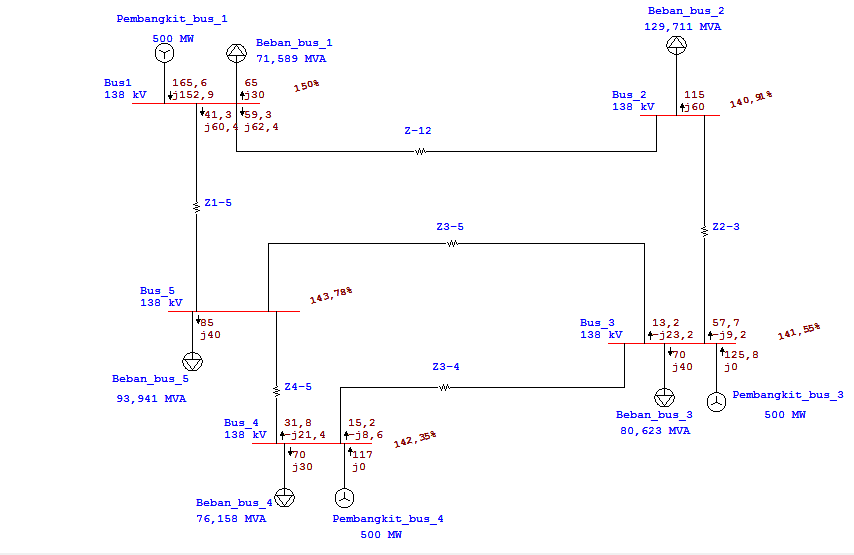 Pembangkit_bus_1
500 MW
Beban_bus_1
71,589 MVA
Bus1
138 kV
165,6
j152,9
65
j30
150%
41,3
j60,4
59,3
j62,4
Beban_bus_2
129,711 MVA
Bus_2
138 kV
115
j60
140,91%
Z-12
Z1-5
Z3-5
Z2-3
Bus_5
138 kV
143,78%
85
j40
Beban_bus_5
93,941 MVA
Bus_3
138 kV
13,2
-j23,2
57,7
-j9,2
141,55%
70
j40
125,8
j0
Beban_bus_3
80,623 MVA
Pembangkit_bus_3
500 MW
Z3-4
Z4-5
Bus_4
138 kV
31,8
-j21,4
15,2
-j8,6
142,35%
70
j30
117
j0
Beban_bus_4
76,158 MVA
Pembangkit_bus_4
500 MW